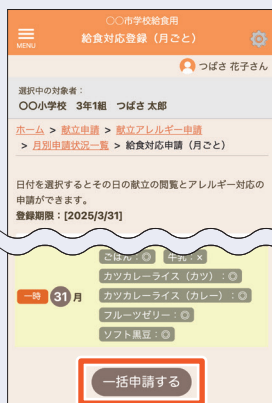 ○○市学校給食用
MENU
給食対応登録（月ごと）
つばさ 花子さん
選択中の対象者：
○○小学校 3年1組 つばさ 太郎
ホーム > 献立申請 > 献立アレルギー申請
> 月別申請状況一覧 > 給食対応申請（月ごと）
日付を選択するとその日の献立の閲覧とアレルギー対応の
申請ができます。
登録期限：[2025/3/31]
ごはん：◎ 牛乳：×
カツカレーライス（カツ）：◎
一時 31 月 カツカレーライス（カレー）：◎
フルーツゼリー：◎
ソフト黒豆：◎
一括申請する